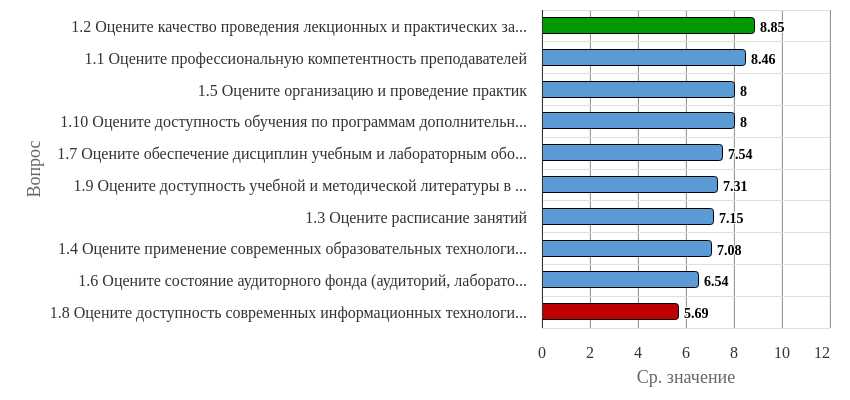 1.2 Оцените качество проведения лекционных и практических за... 8.85
1.1 Оцените профессиональную компетентность преподавателей 8.46
1.5 Оцените организацию и проведение практик 8
1.10 Оцените доступность обучения по программам дополнительн... 8
1.7 Оцените обеспечение дисциплин учебным и лабораторным обо... 7.54
1.9 Оцените доступность учебной и методической литературы в ... 7.31
1.3 Оцените расписание занятий 7.15
1.4 Оцените применение современных образовательных технологи... 7.08
1.6 Оцените состояние аудиторного фонда (аудиторий, лаборато... 6.54
1.8 Оцените доступность современных информационных технологи... 5.69
Вопрос
0 2 4 6 8 10 12
Ср. значение